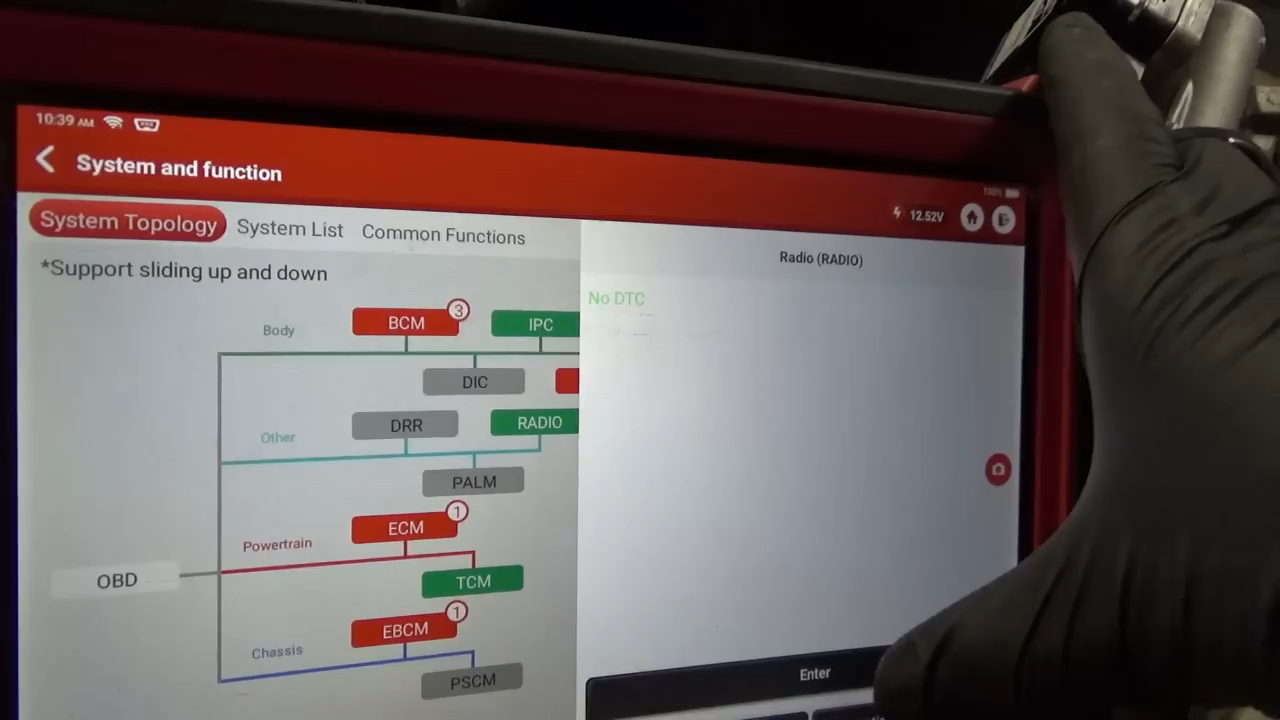 10:39 AM
System and function
100%
12.52V
System Topology
System List
Common Functions
*Support sliding up and down
Radio (RADIO)
No DTC
Body
BCM
3
IPC
DIC
Other
DRR
RADIO
PALM
Powertrain
ECM
1
TCM
OBD
Chassis
EBCM
1
PSCM
Enter